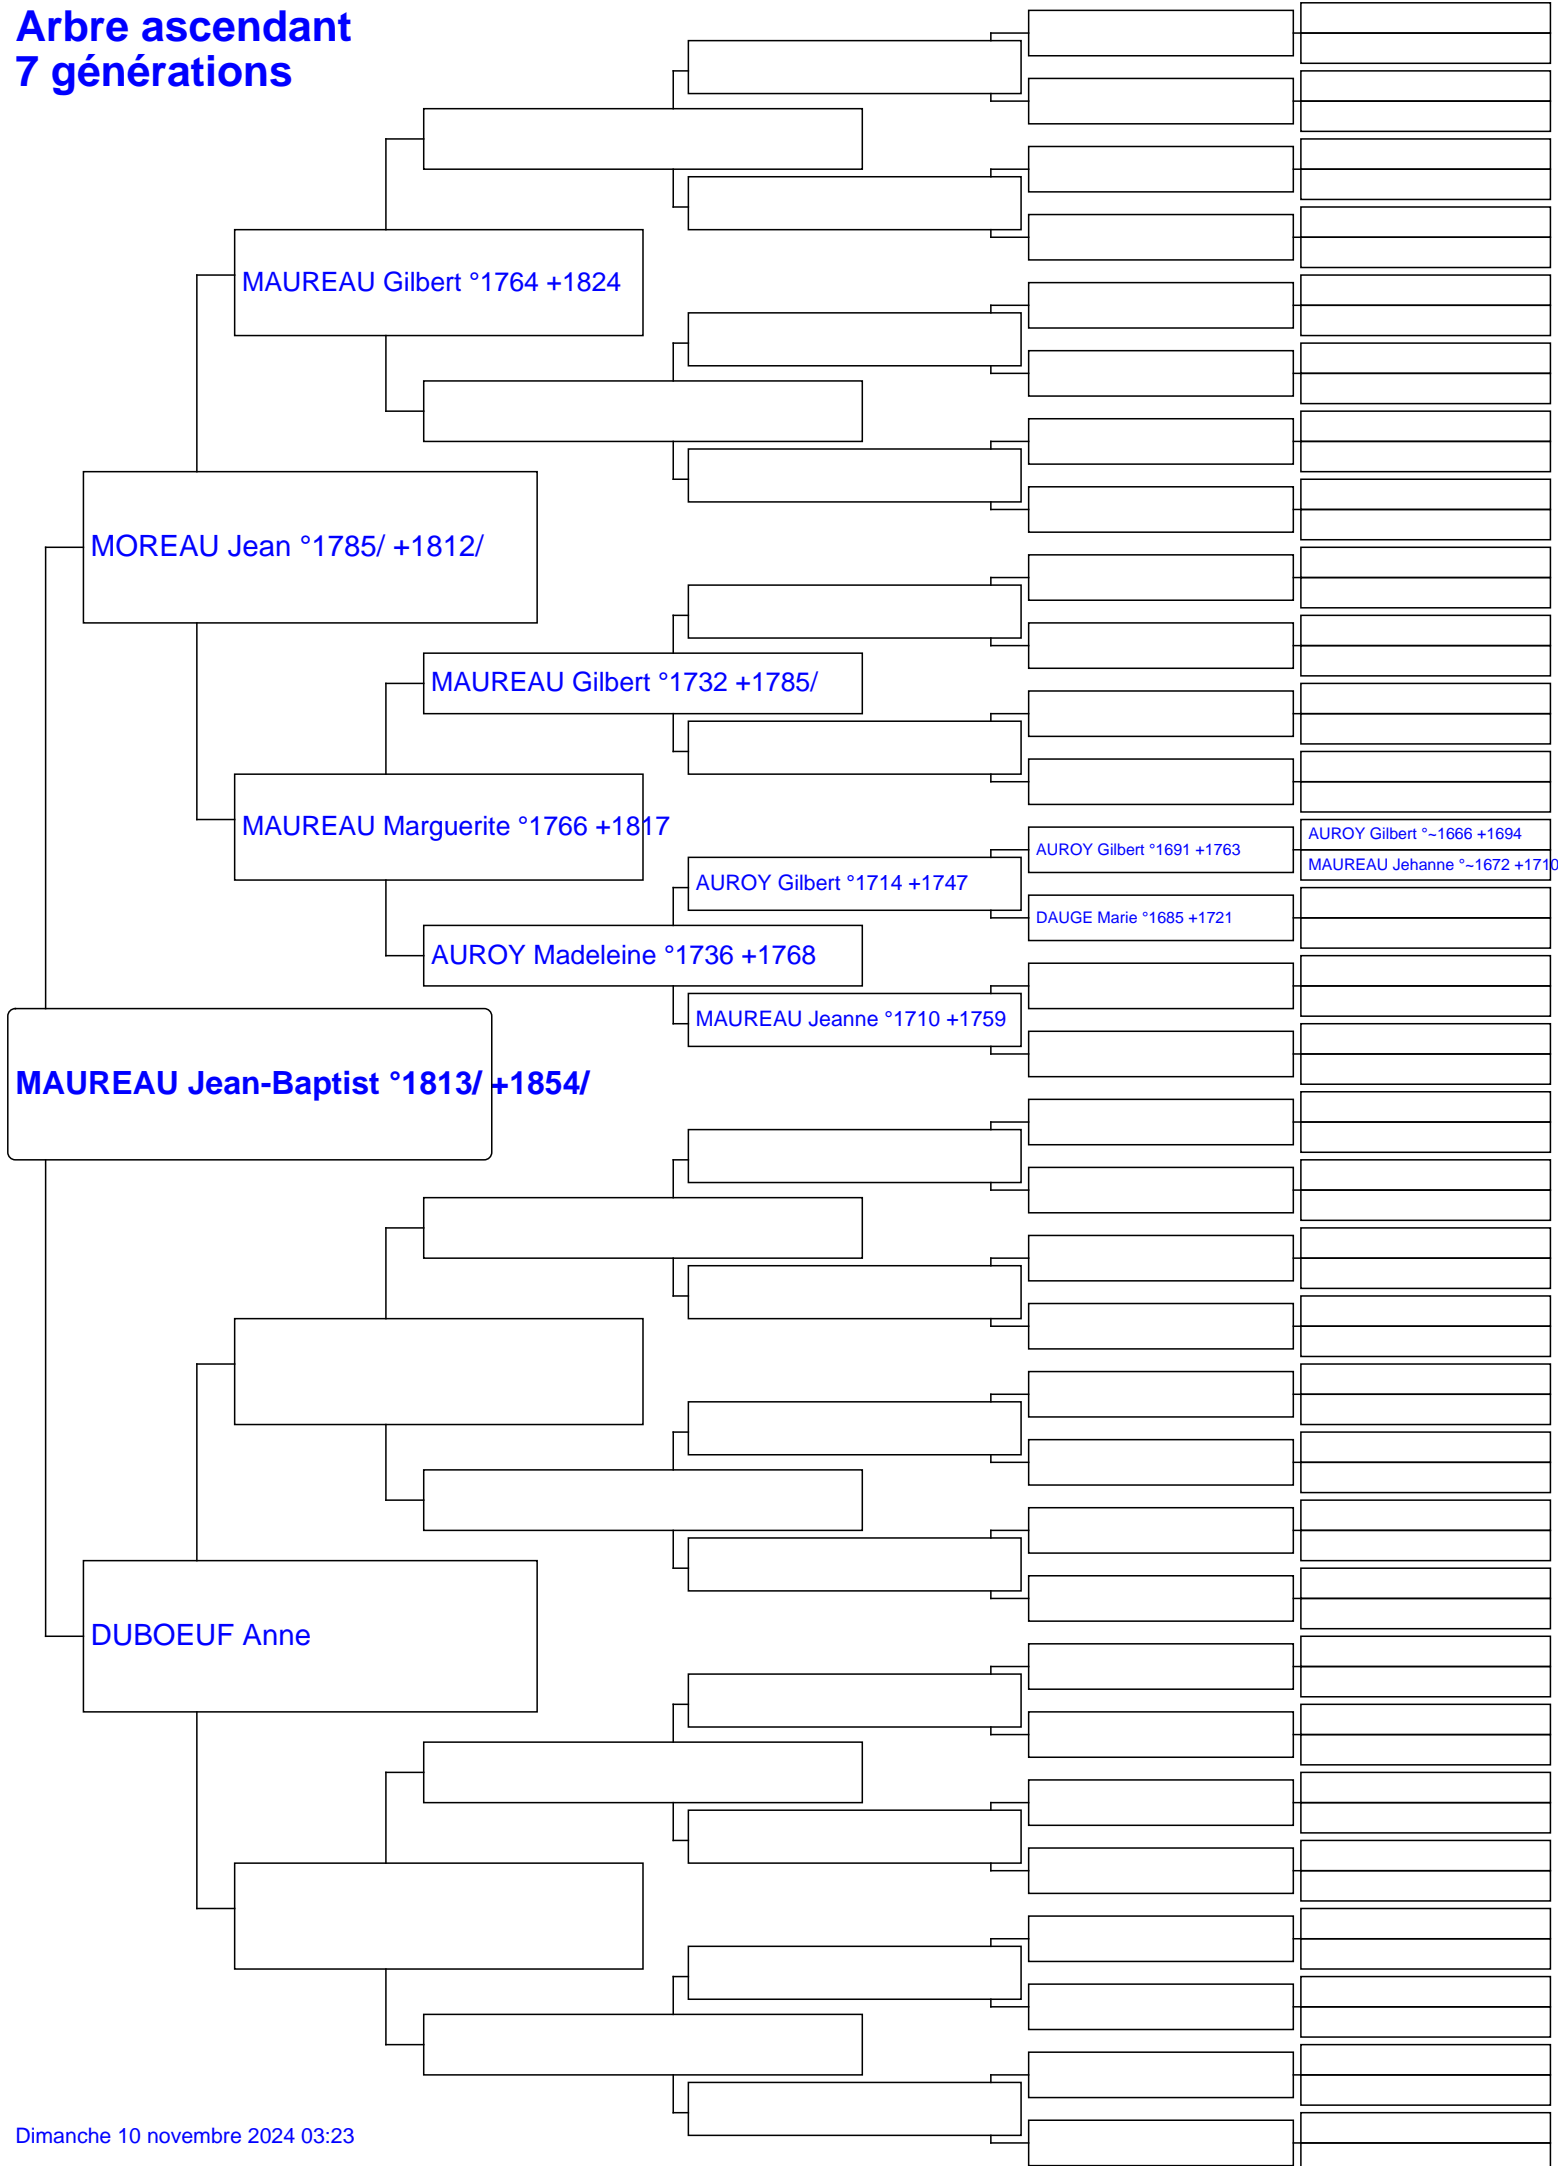 Arbre ascendant
7 générations
MAUREAU Gilbert °1764 +1824
MOREAU Jean °1785/ +1812/
MAUREAU Gilbert °1732 +1785/
MAUREAU Marguerite °1766 +1817
AUROY Gilbert °~1666 +1694
AUROY Gilbert °1691 +1763
MAUREAU Jehanne °~1672 +1710
AUROY Gilbert °1714 +1747
DAUGE Marie °1685 +1721
AUROY Madeleine °1736 +1768
MAUREAU Jeanne °1710 +1759
MAUREAU Jean-Baptist °1813/ +1854/
DUBOEUF Anne
Dimanche 10 novembre 2024 03:23